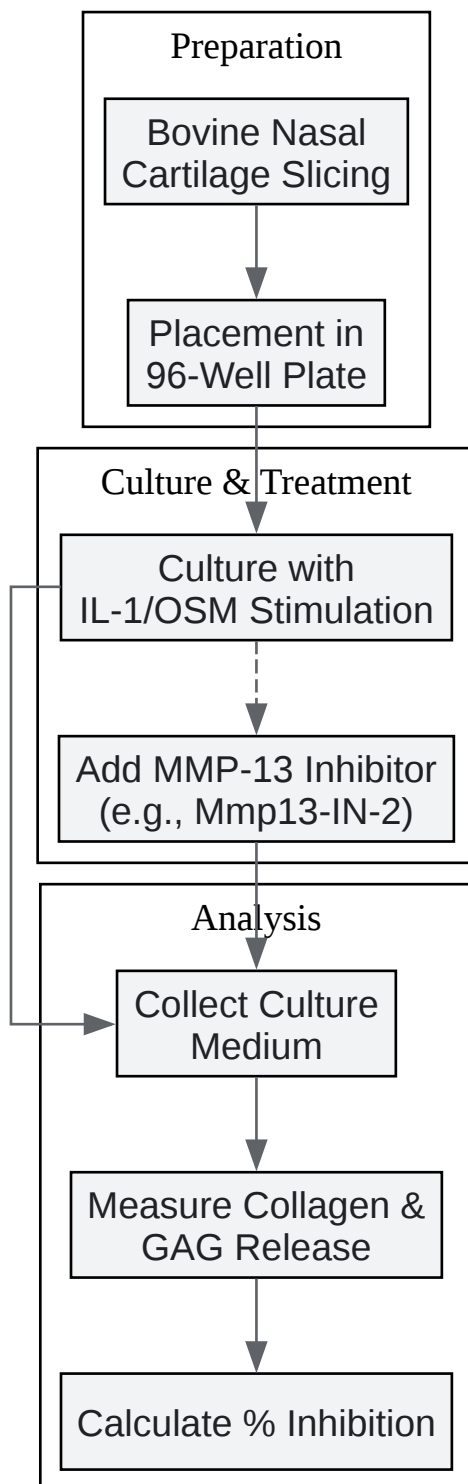 Preparation
Bovine Nasal
Cartilage Slicing
Placement in
96-Well Plate
Culture & Treatment
Culture with
IL-1/OSM Stimulation
Add MMP-13 Inhibitor
(e.g., Mmp13-IN-2)
Analysis
Collect Culture
Medium
Measure Collagen &
GAG Release
Calculate % Inhibition